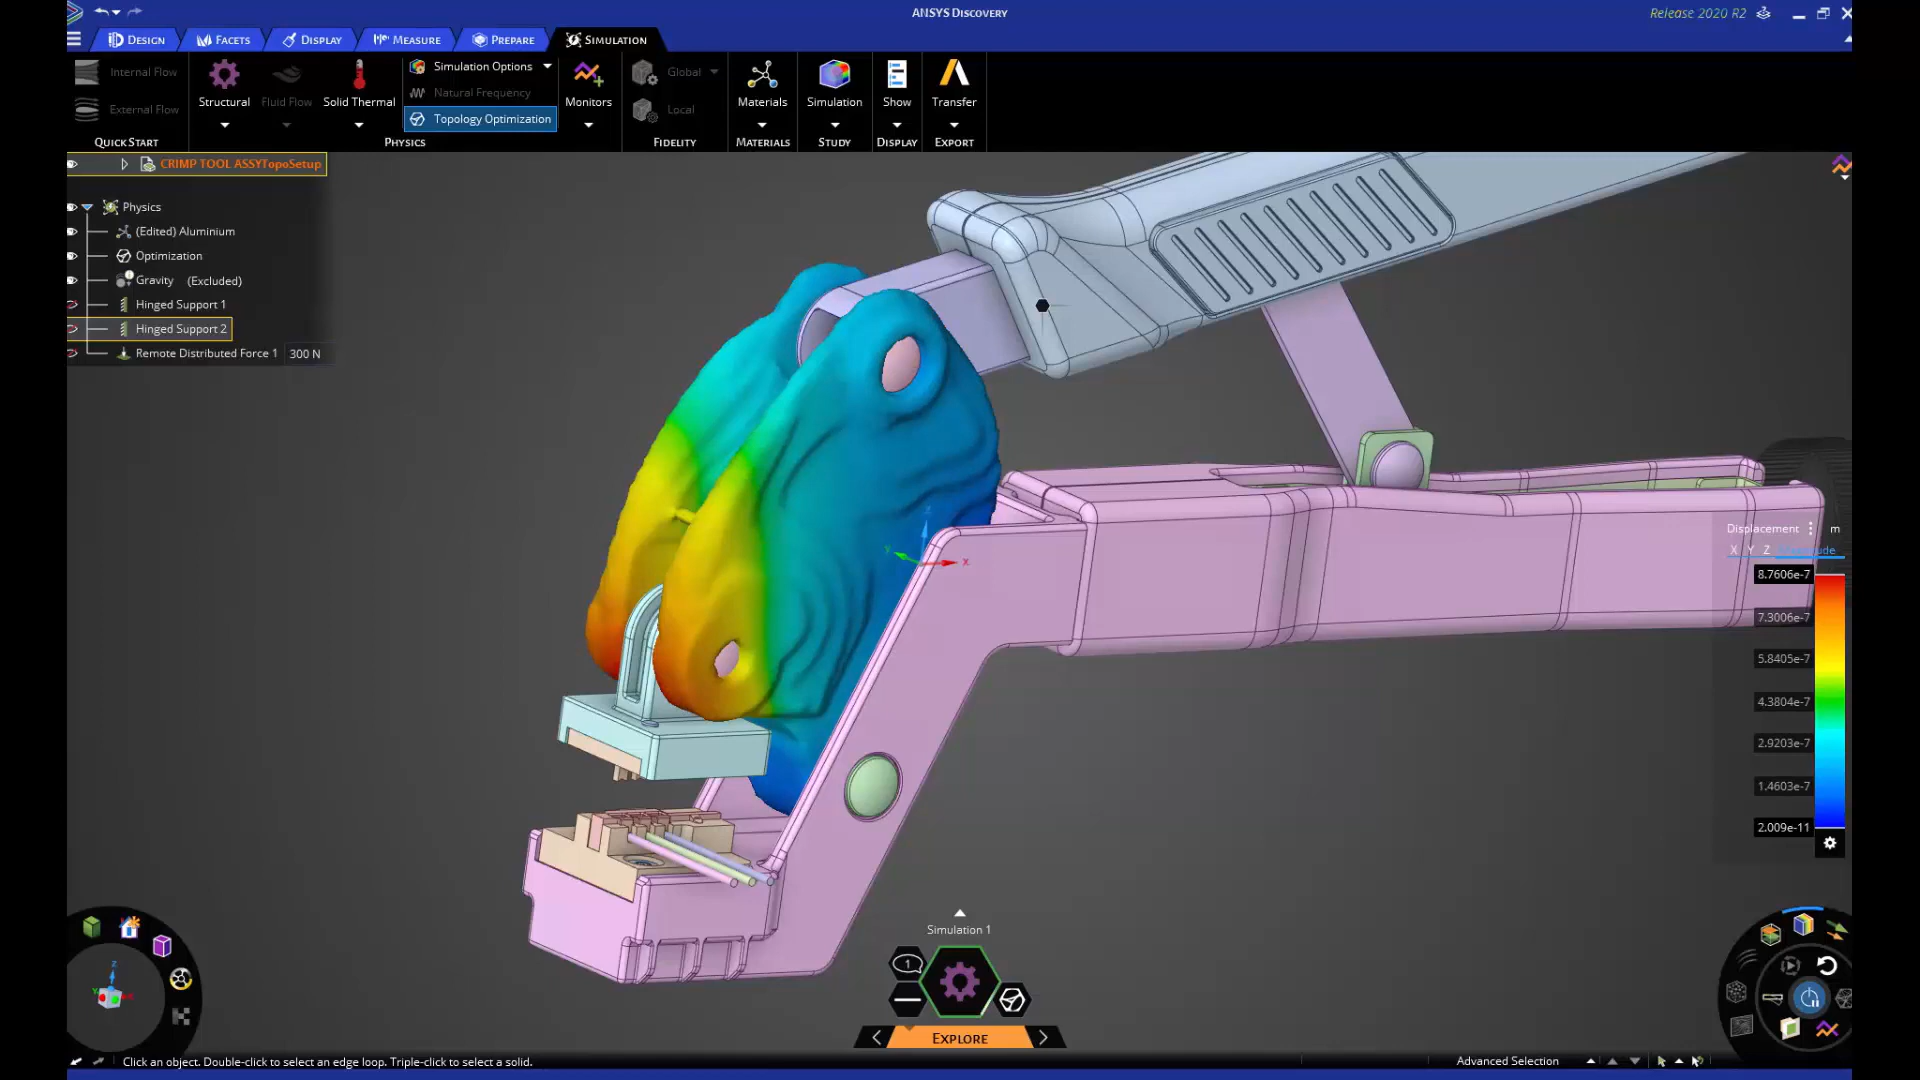 ANSYS Discovery
Release 2020 R2
Design
Facets
Display
Measure
Prepare
Simulation
Internal Flow
External Flow
Structural
Fluid Flow
Solid Thermal
Simulation Options
Natural Frequency
Topology Optimization
Monitors
Global
Local
Materials
Simulation
Show
Transfer
Quick Start
Physics
Fidelity
Materials
Study
Display
Export
CRIMP TOOL ASSYTopoSetup
Physics
(Edited) Aluminium
Optimization
Gravity (Excluded)
Hinged Support 1
Hinged Support 2
Remote Distributed Force 1 300 N
Z
Y
X
Displacement m
X Y Z Magnitude
8.7606e-7
7.3006e-7
5.8405e-7
4.3804e-7
2.9203e-7
1.4603e-7
2.009e-11
Simulation 1
1
Explore
Z
Y
X
Click an object. Double-click to select an edge loop. Triple-click to select a solid.
Advanced Selection